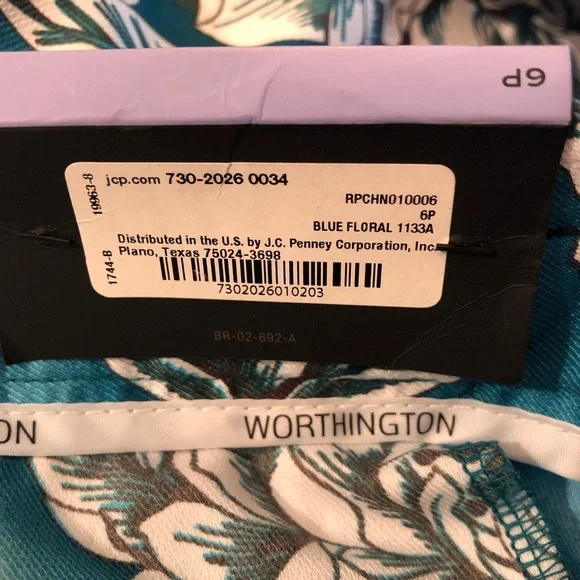 6P
19963-8
jcp.com 730-2026 0034
RPCHN010006
6P
BLUE FLORAL 1133A
Distributed in the U.S. by J.C. Penney Corporation, Inc.
Plano, Texas 75024-3698
1744-B
7302026010203
BR-02-692-A
ON WORTHINGTON